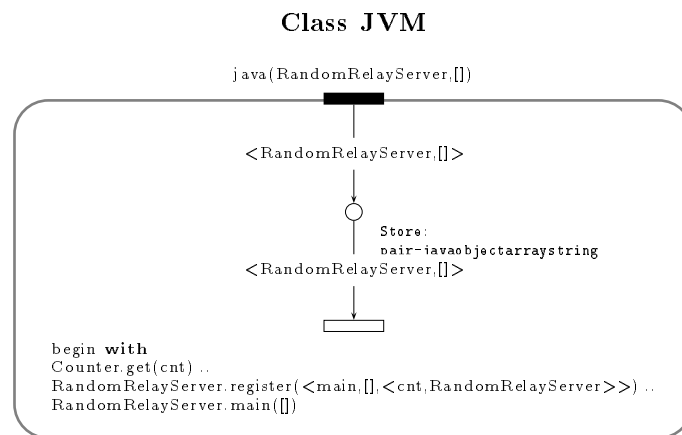 Class JVM
java(RandomRelayServer,[])
<RandomRelayServer,[]>
Store:
pair-javaobjectarraystring
<RandomRelayServer,[]>
begin with
Counter.get(cnt) ..
RandomRelayServer.register(<main,[],<cnt,RandomRelayServer>>) ..
RandomRelayServer.main([])